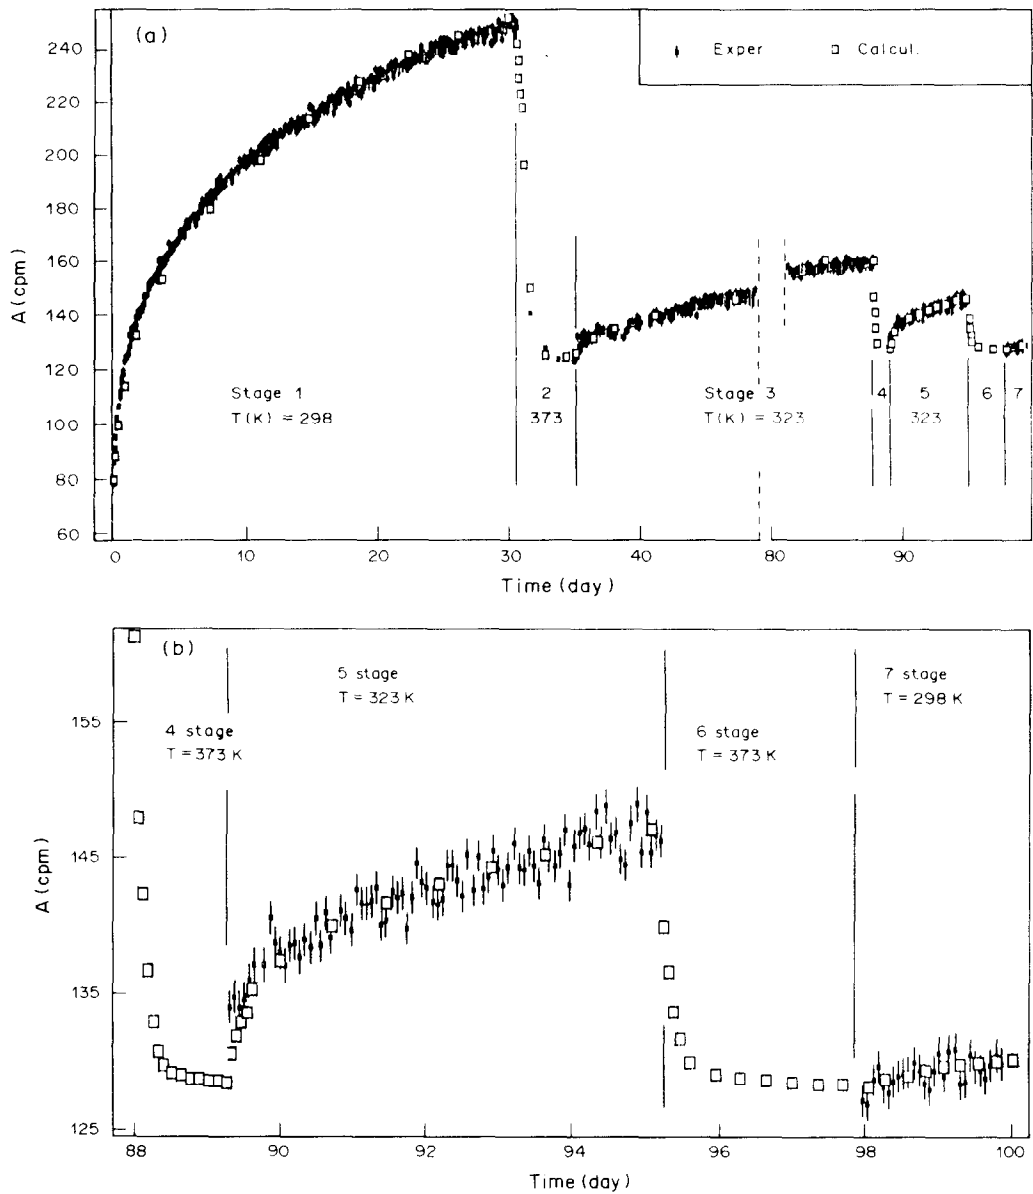 (a)
Exper
Calcul.
240
220
200
180
160
140
120
100
80
60
A (cpm)
Stage 1
T(K) = 298
2
373
Stage 3
T(K) = 323
4
5
323
6
7
0
10
20
30
40
80
90
Time (day)
(b)
5 stage
T = 323 K
7 stage
T = 298 K
4 stage
T = 373 K
6 stage
T = 373 K
155
145
135
125
A (cpm)
88
90
92
94
96
98
100
Time (day)